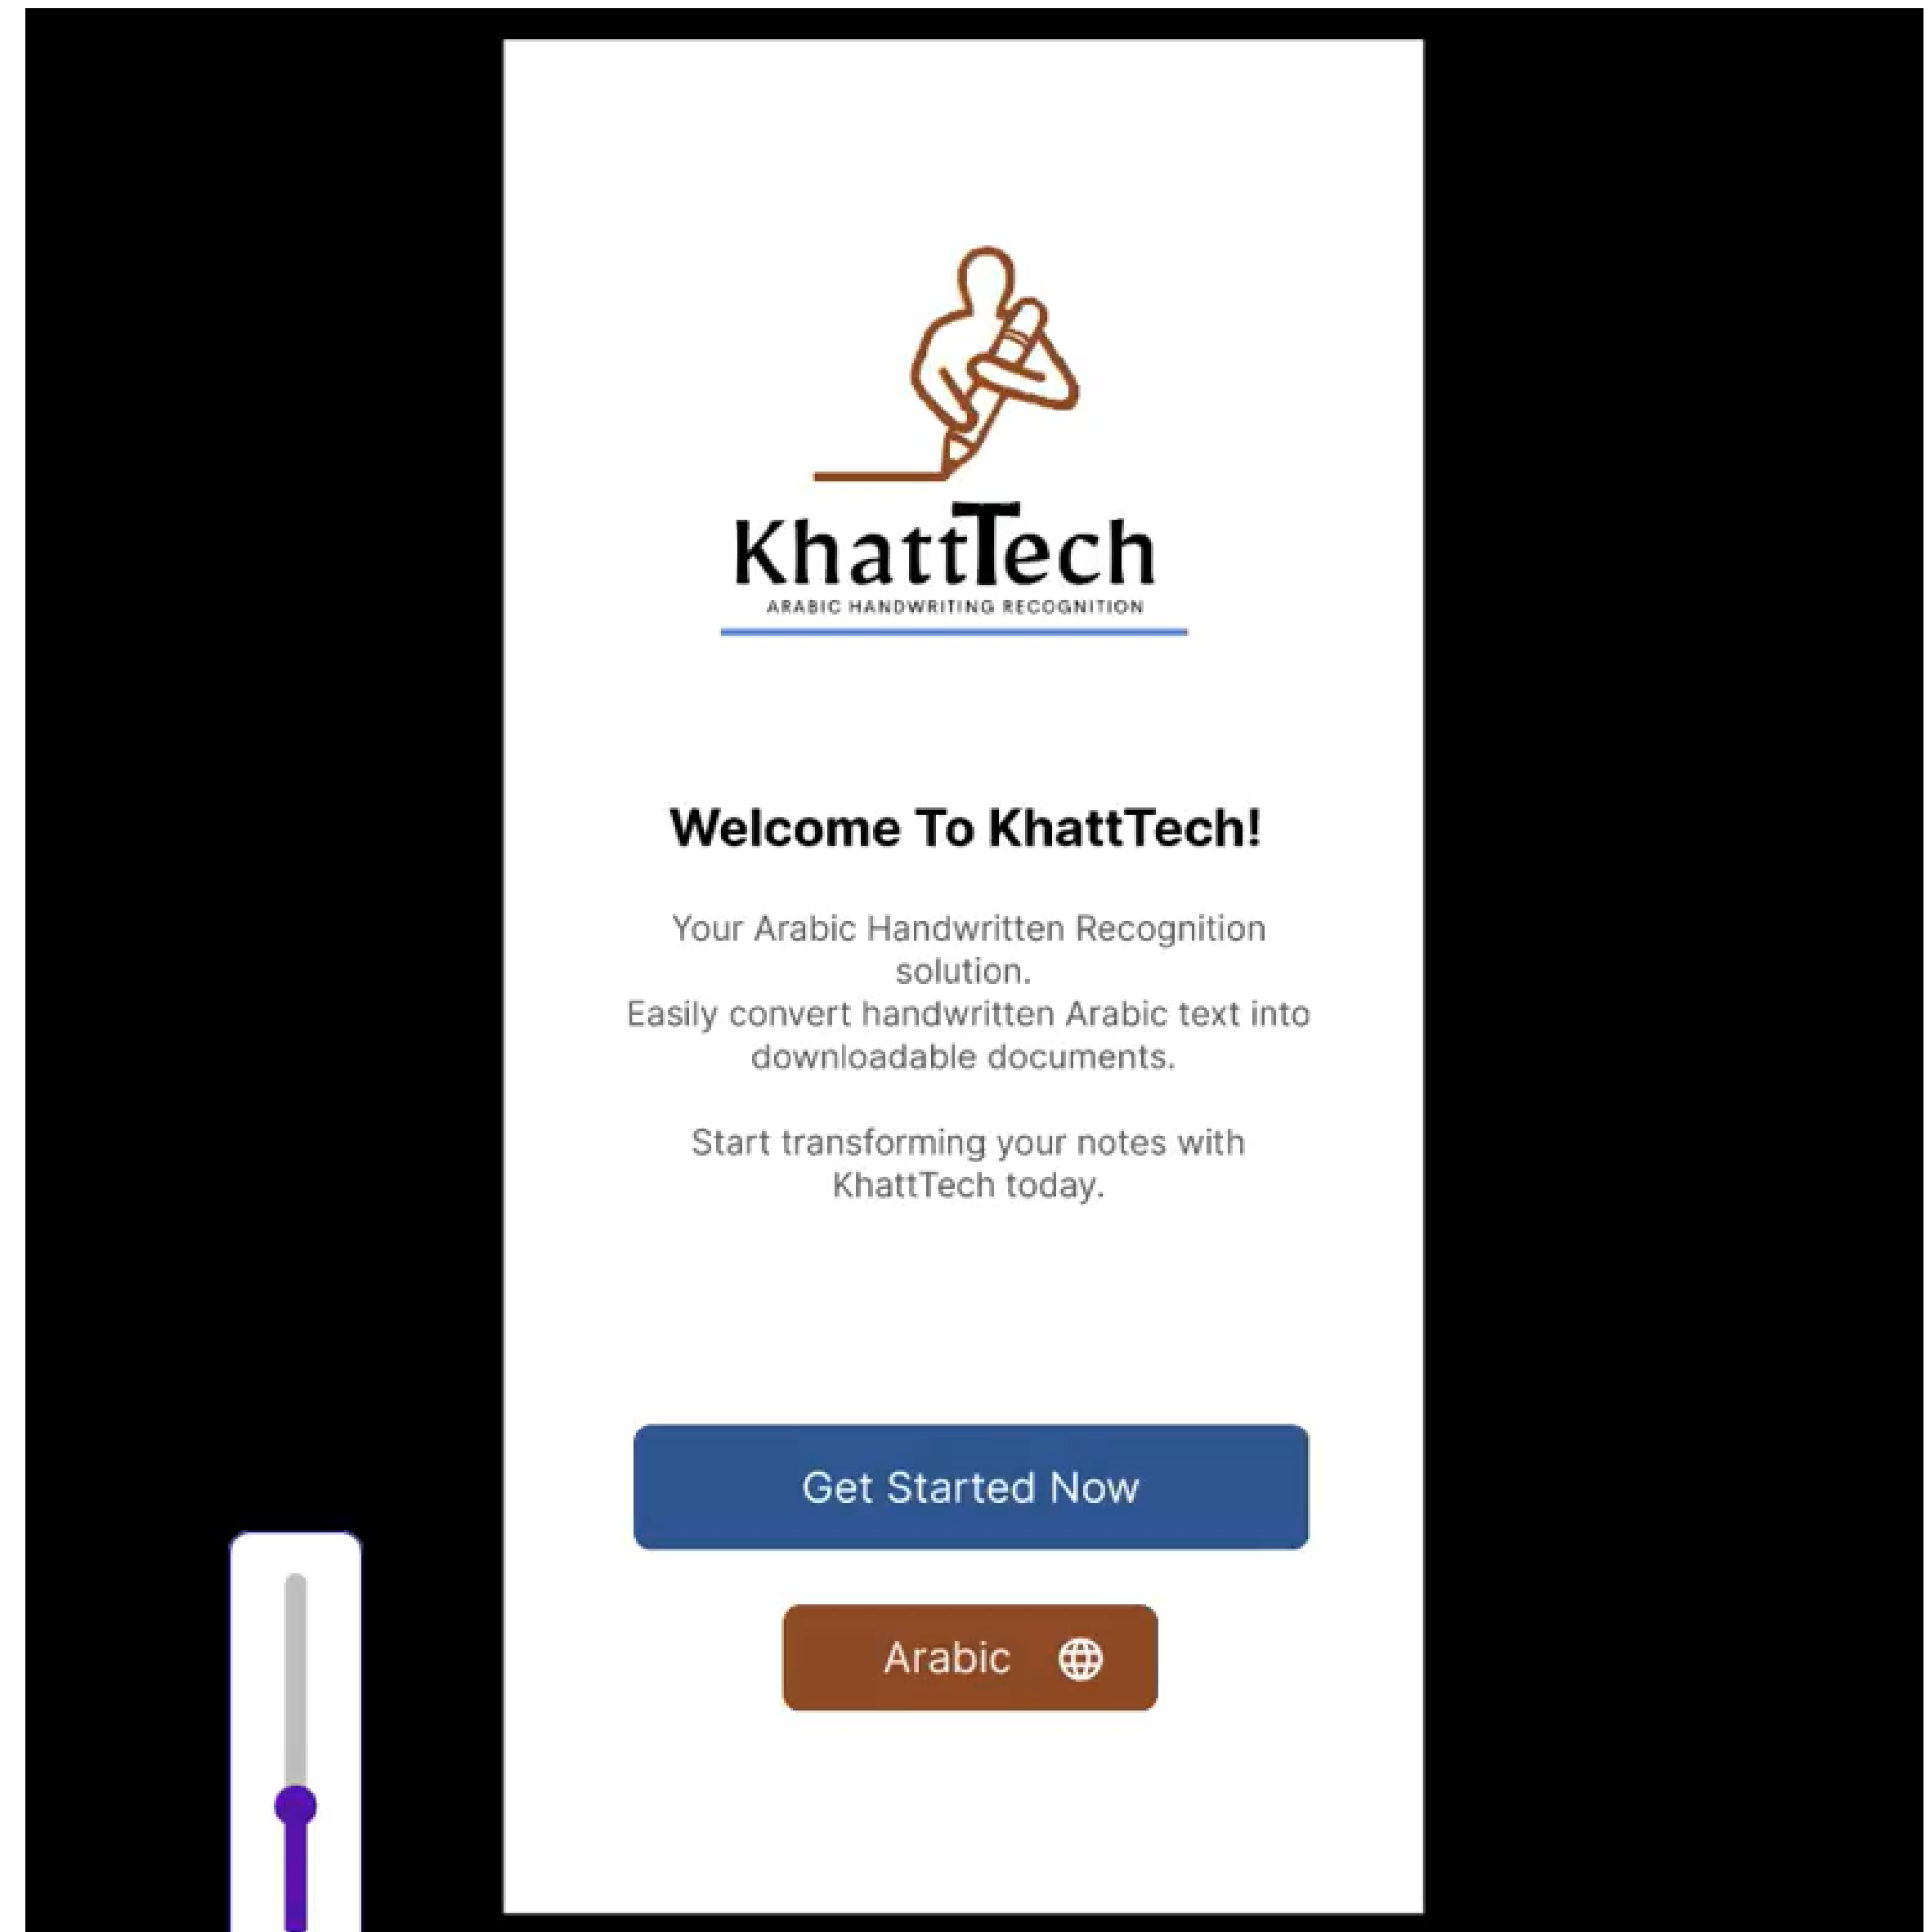 KhattTech
ARABIC HANDWRITING RECOGNITION
Welcome To KhattTech!
Your Arabic Handwritten Recognition
solution.
Easily convert handwritten Arabic text into
downloadable documents.
Start transforming your notes with
KhattTech today.
Get Started Now
Arabic